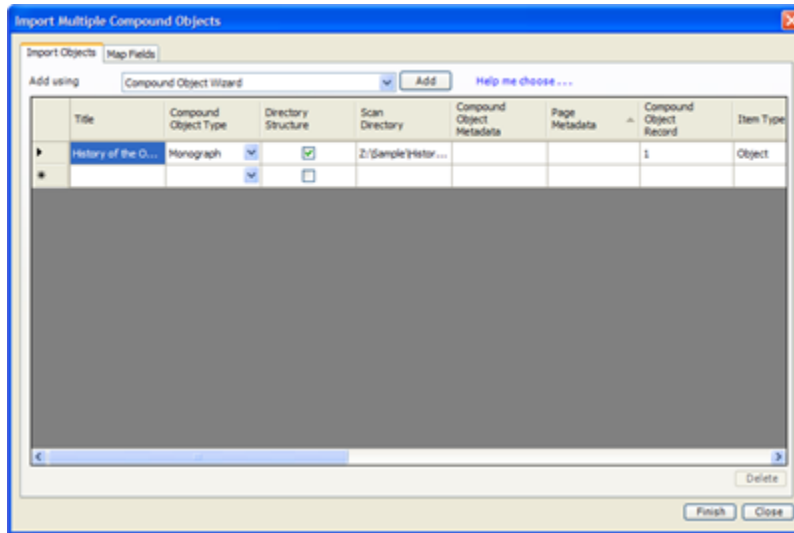 Import Multiple Compound Objects
Import Objects Map Fields
Add using Compound Object Wizard Add Help me choose ...
Title Compound Object Type Directory Structure Scan Directory Compound Object Metadata Page Metadata Compound Object Record Item Type
History of the O... Monograph Z:\Sample\Histor... 1 Object
Delete
Finish Close